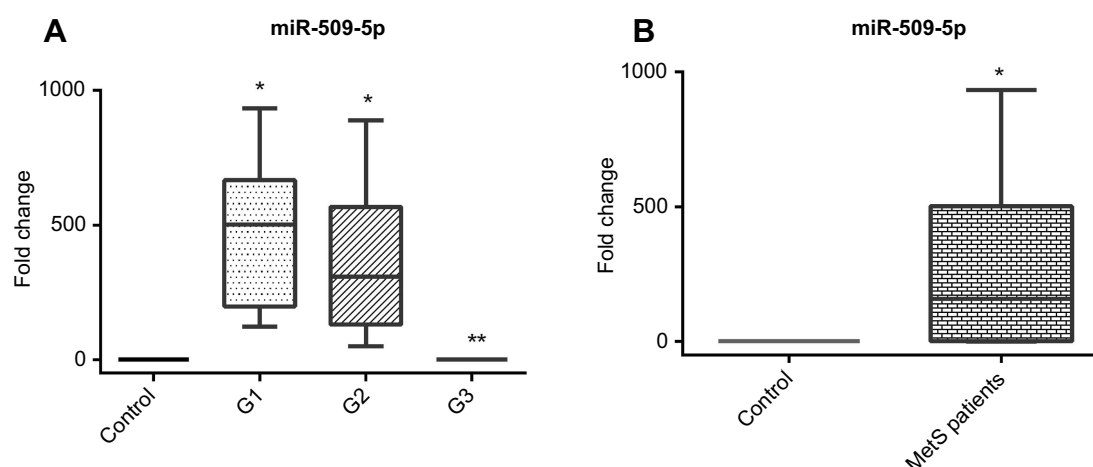 A
miR-509-5p
Fold change
1000
500
0
*
*
**
Control
G1
G2
G3
B
miR-509-5p
Fold change
1000
500
0
*
Control
MetS patients